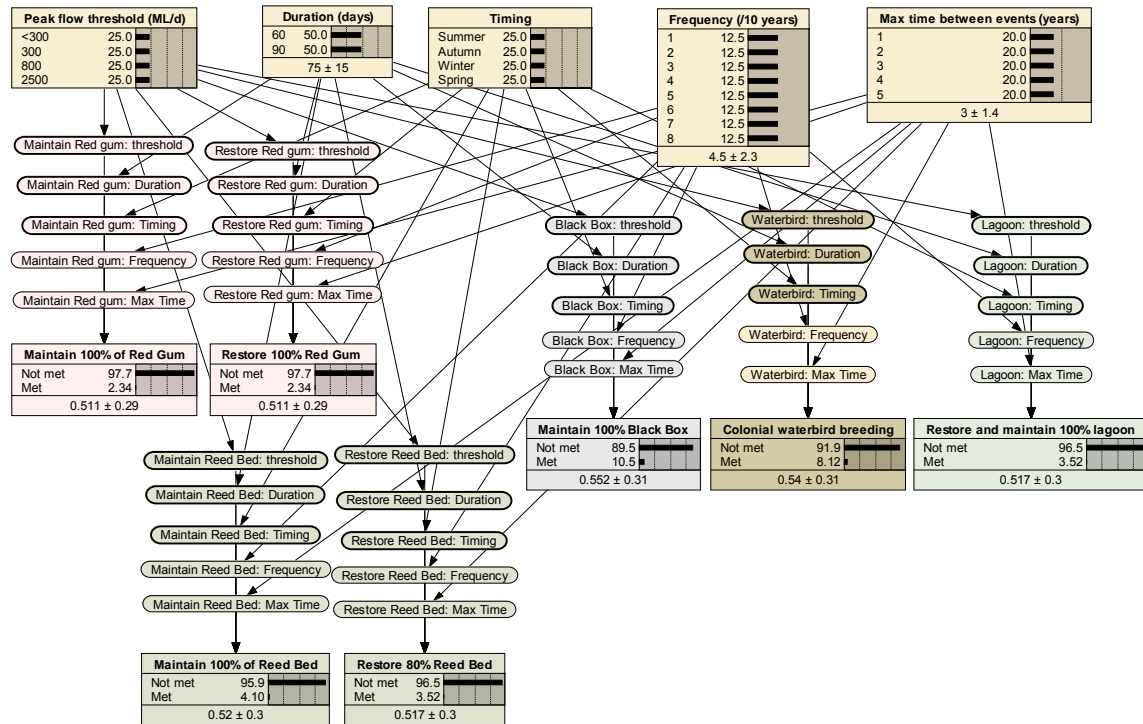 Peak flow threshold (ML/d)
<300 25.0
300 25.0
800 25.0
2500 25.0
Duration (days)
60 50.0
90 50.0
75 ± 15
Timing
Summer 25.0
Autumn 25.0
Winter 25.0
Spring 25.0
Frequency (/10 years)
1 12.5
2 12.5
3 12.5
4 12.5
5 12.5
6 12.5
7 12.5
8 12.5
4.5 ± 2.3
Max time between events (years)
1 20.0
2 20.0
3 20.0
4 20.0
5 20.0
3 ± 1.4
Maintain Red gum: threshold
Maintain Red gum: Duration
Maintain Red gum: Timing
Maintain Red gum: Frequency
Maintain Red gum: Max Time
Maintain 100% of Red Gum
Not met 97.7
Met 2.34
0.511 ± 0.29
Restore Red gum: threshold
Restore Red gum: Duration
Restore Red gum: Timing
Restore Red gum: Frequency
Restore Red gum: Max Time
Restore 100% Red Gum
Not met 97.7
Met 2.34
0.511 ± 0.29
Black Box: threshold
Black Box: Duration
Black Box: Timing
Black Box: Frequency
Black Box: Max Time
Maintain 100% Black Box
Not met 89.5
Met 10.5
0.552 ± 0.31
Waterbird: threshold
Waterbird: Duration
Waterbird: Timing
Waterbird: Frequency
Waterbird: Max Time
Colonial waterbird breeding
Not met 91.9
Met 8.12
0.54 ± 0.31
Lagoon: threshold
Lagoon: Duration
Lagoon: Timing
Lagoon: Frequency
Lagoon: Max Time
Restore and maintain 100% lagoon
Not met 96.5
Met 3.52
0.517 ± 0.3
Maintain Reed Bed: threshold
Maintain Reed Bed: Duration
Maintain Reed Bed: Timing
Maintain Reed Bed: Frequency
Maintain Reed Bed: Max Time
Maintain 100% of Reed Bed
Not met 95.9
Met 4.10
0.52 ± 0.3
Restore Reed Bed: threshold
Restore Reed Bed: Duration
Restore Reed Bed: Timing
Restore Reed Bed: Frequency
Restore Reed Bed: Max Time
Restore 80% Reed Bed
Not met 96.5
Met 3.52
0.517 ± 0.3